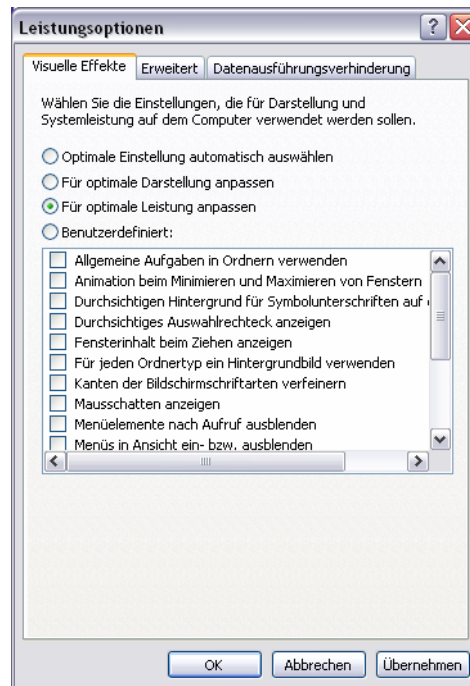 Leistungsoptionen
Visuelle Effekte Erweitert Datenausführungsverhinderung
Wählen Sie die Einstellungen, die für Darstellung und
Systemleistung auf dem Computer verwendet werden sollen.
Optimale Einstellung automatisch auswählen
Für optimale Darstellung anpassen
Für optimale Leistung anpassen
Benutzerdefiniert:
Allgemeine Aufgaben in Ordnern verwenden
Animation beim Minimieren und Maximieren von Fenstern
Durchsichtigen Hintergrund für Symbolunterschriften auf
Durchsichtiges Auswahlrechteck anzeigen
Fensterinhalt beim Ziehen anzeigen
Für jeden Ordnertyp ein Hintergrundbild verwenden
Kanten der Bildschirmschriftarten verfeinern
Mausschatten anzeigen
Menüelemente nach Aufruf ausblenden
Menüs in Ansicht ein- bzw. ausblenden
OK Abbrechen Übernehmen